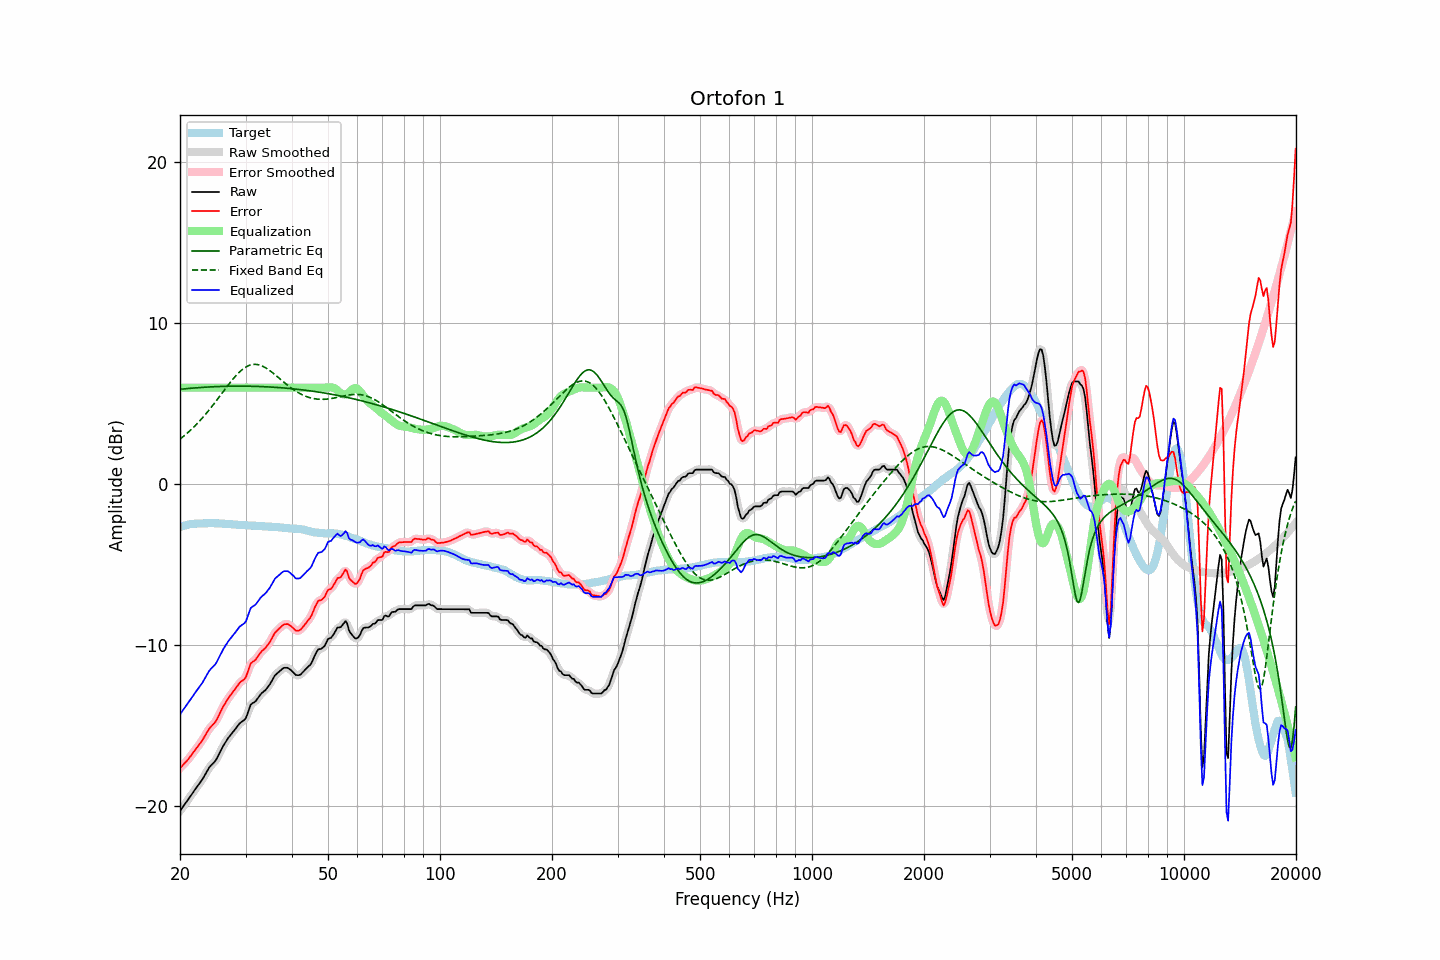 Ortofon 1
Target
Raw Smoothed
Error Smoothed
Raw
Error
Equalization
Parametric Eq
Fixed Band Eq
Equalized
Amplitude (dBr)
20
10
0
−10
−20
20 50 100 200 500 1000 2000 5000 10000 20000
Frequency (Hz)